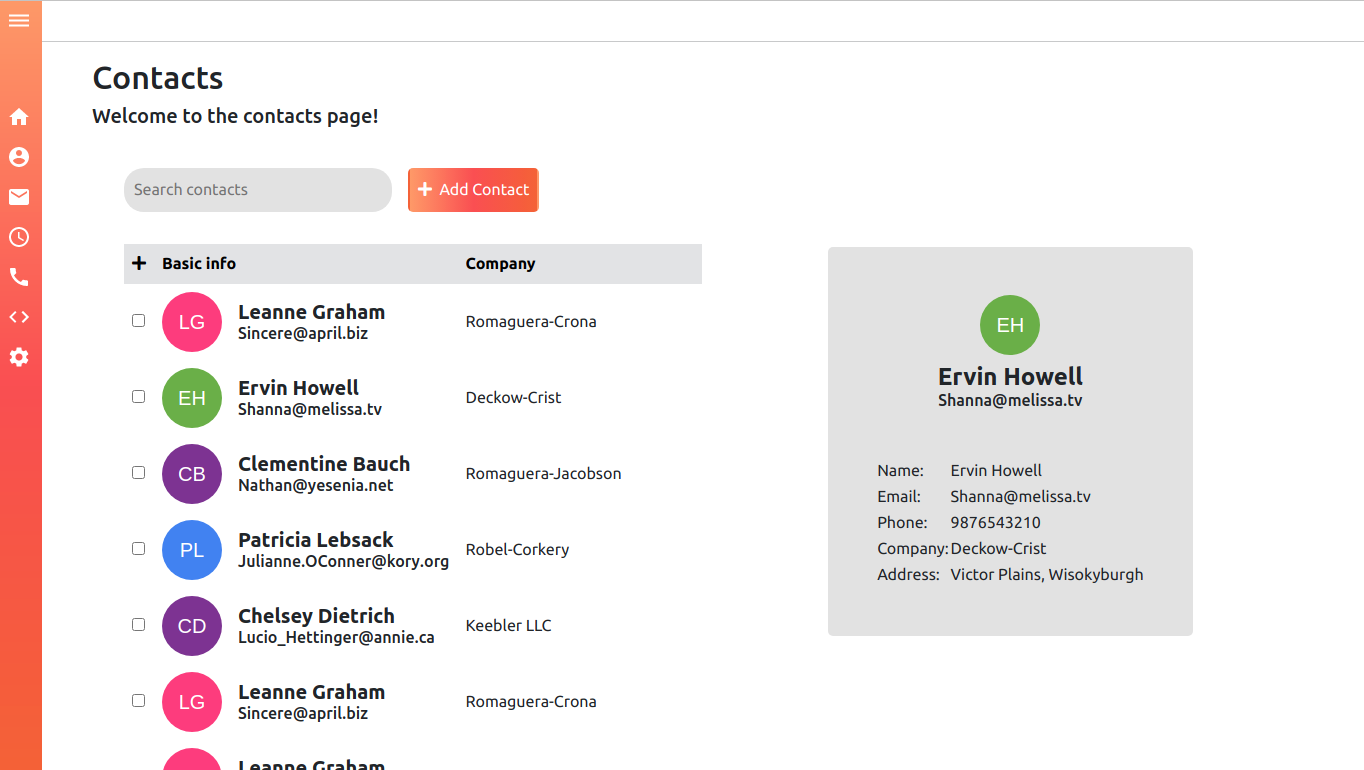 Contacts
Welcome to the contacts page!
Search contacts
Add Contact
Basic info Company
LG Leanne Graham
Sincere@april.biz
Romaguera-Crona
EH Ervin Howell
Shanna@melissa.tv
Deckow-Crist
CB Clementine Bauch
Nathan@yesenia.net
Romaguera-Jacobson
PL Patricia Lebsack
Julianne.OConner@kory.org
Robel-Corkery
CD Chelsey Dietrich
Lucio_Hettinger@annie.ca
Keebler LLC
LG Leanne Graham
Sincere@april.biz
Romaguera-Crona
Leanne Graham
EH
Ervin Howell
Shanna@melissa.tv
Name: Ervin Howell
Email: Shanna@melissa.tv
Phone: 9876543210
Company: Deckow-Crist
Address: Victor Plains, Wisokyburgh